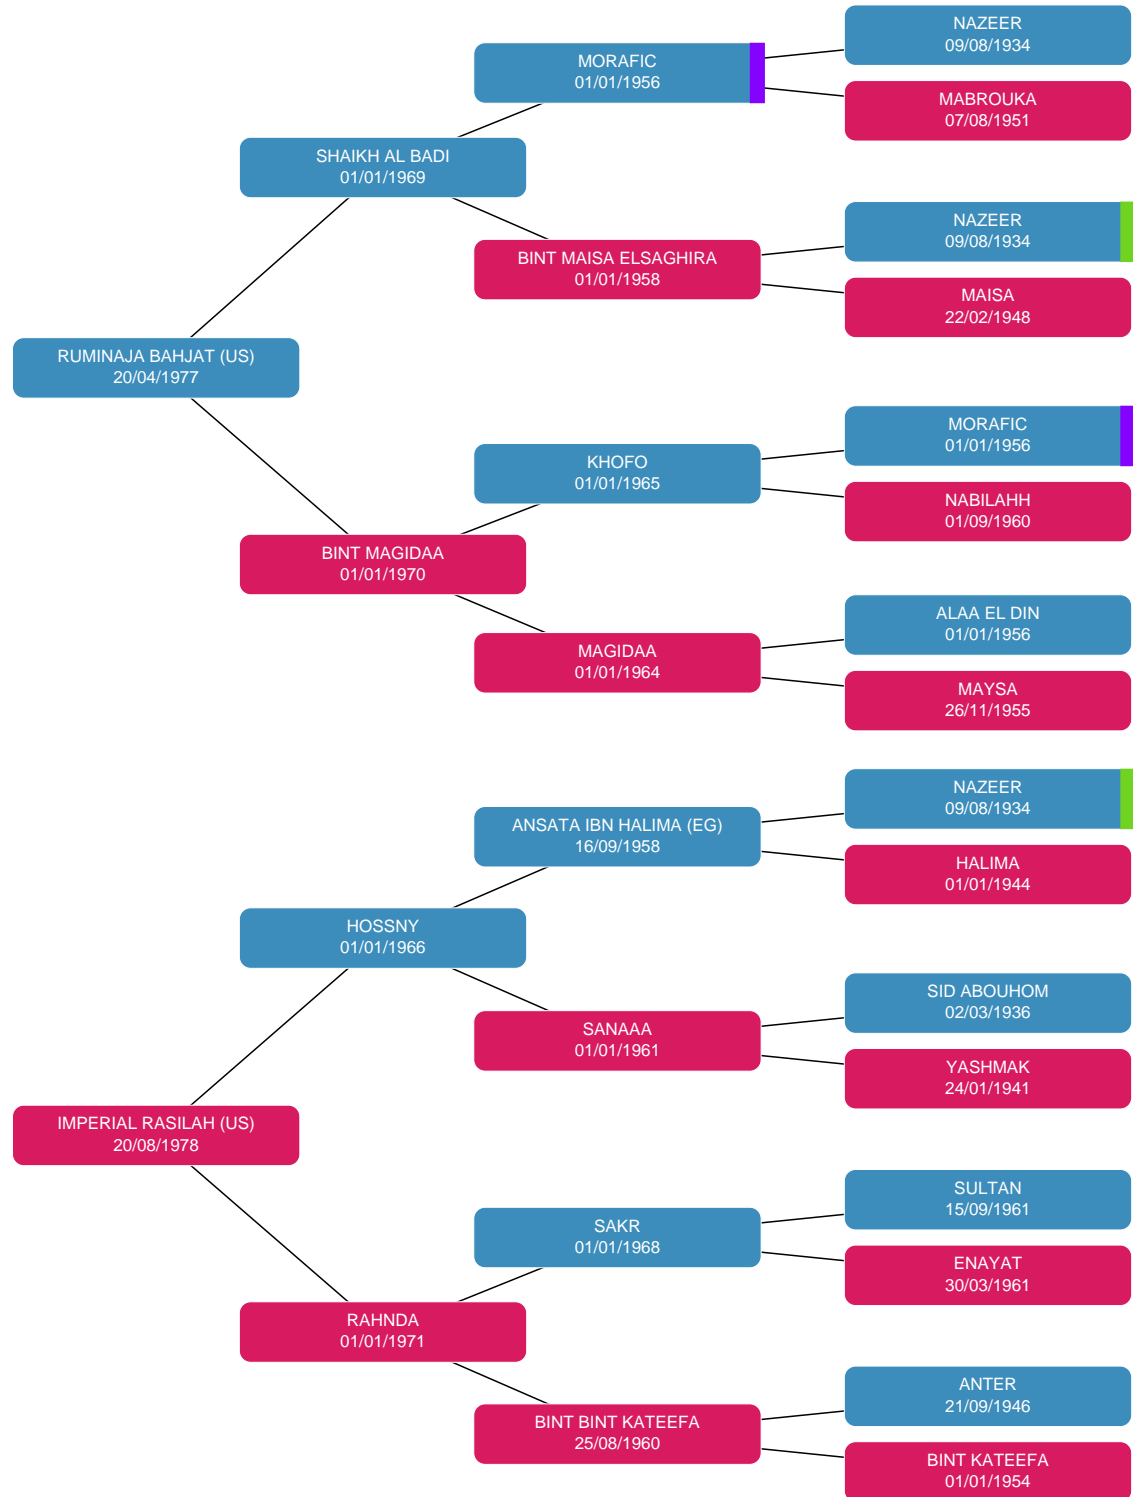 NAZEER
09/08/1934
MORAFIC
01/01/1956
MABROUKA
07/08/1951
SHAIKH AL BADI
01/01/1969
NAZEER
09/08/1934
BINT MAISA ELSAGHIRA
01/01/1958
MAISA
22/02/1948
RUMINAJA BAHJAT (US)
20/04/1977
MORAFIC
01/01/1956
KHOFO
01/01/1965
NABILAHH
01/09/1960
BINT MAGIDAA
01/01/1970
ALAA EL DIN
01/01/1956
MAGIDAA
01/01/1964
MAYSA
26/11/1955
NAZEER
09/08/1934
ANSATA IBN HALIMA (EG)
16/09/1958
HALIMA
01/01/1944
HOSSNY
01/01/1966
SID ABOUHOM
02/03/1936
SANAAA
01/01/1961
YASHMAK
24/01/1941
IMPERIAL RASILAH (US)
20/08/1978
SULTAN
15/09/1961
SAKR
01/01/1968
ENAYAT
30/03/1961
RAHNDA
01/01/1971
ANTER
21/09/1946
BINT BINT KATEEFA
25/08/1960
BINT KATEEFA
01/01/1954